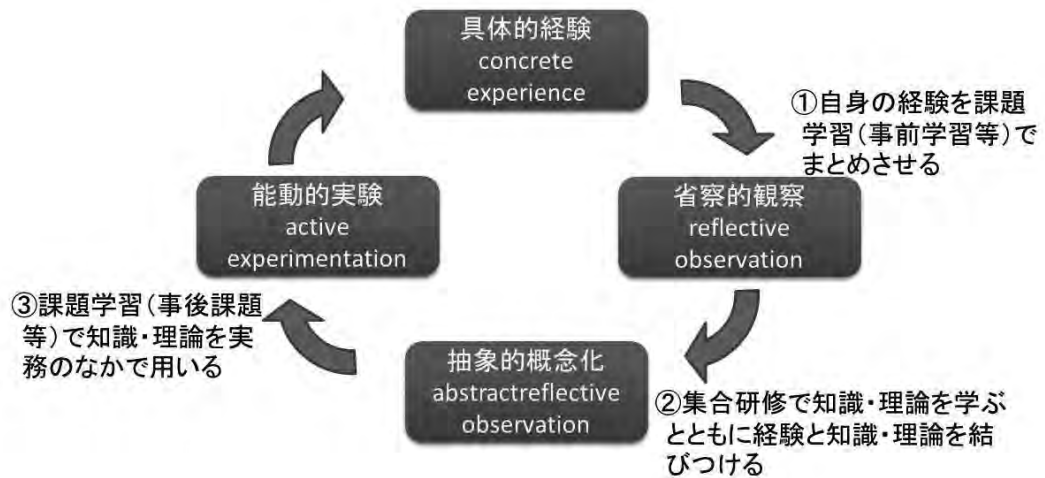 具体的経験
concrete
experience
①自身の経験を課題
学習(事前学習等)で
まとめさせる
能動的実験
active
experimentation
省察的観察
reflective
observation
③課題学習(事後課題
等)で知識・理論を実
務のなかで用いる
抽象的概念化
abstractreflective
observation
②集合研修で知識・理論を学ぶ
とともに経験と知識・理論を結
びつける